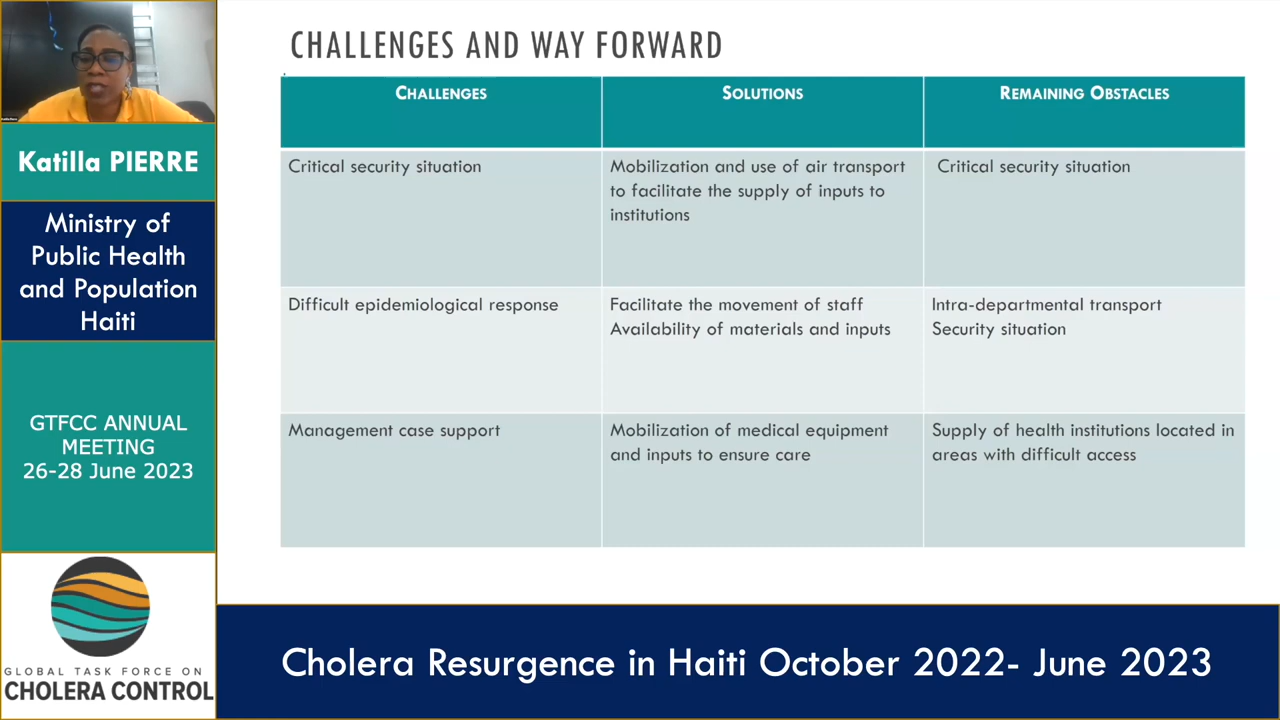 Katilla PIERRE
Ministry of
Public Health
and Population
Haiti
GTFCC ANNUAL
MEETING
26-28 June 2023
GLOBAL TASK FORCE ON
CHOLERA CONTROL
CHALLENGES AND WAY FORWARD
CHALLENGES
SOLUTIONS
REMAINING OBSTACLES
Critical security situation
Mobilization and use of air transport
to facilitate the supply of inputs to
institutions
Critical security situation
Difficult epidemiological response
Facilitate the movement of staff
Availability of materials and inputs
Intra-departmental transport
Security situation
Management case support
Mobilization of medical equipment
and inputs to ensure care
Supply of health institutions located in
areas with difficult access
Cholera Resurgence in Haiti October 2022- June 2023